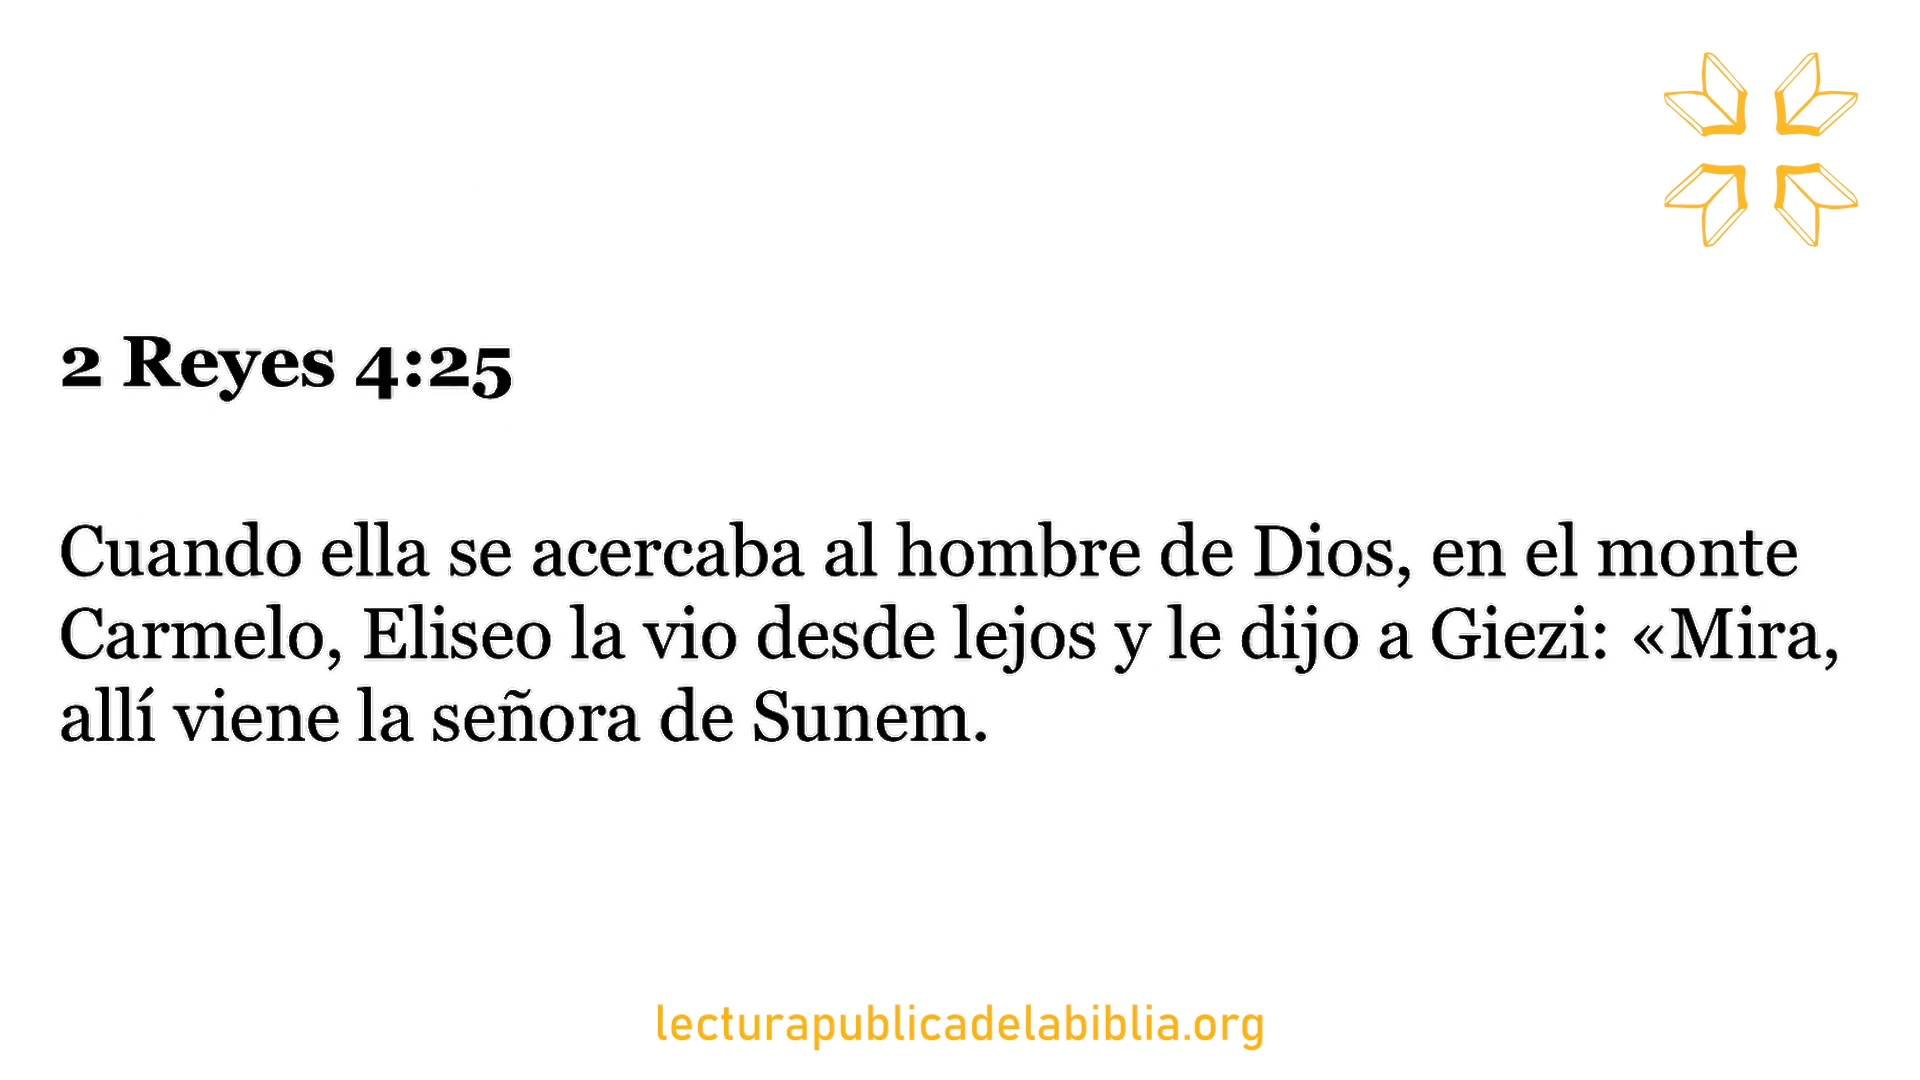 2 Reyes 4:25
Cuando ella se acercaba al hombre de Dios, en el monte
Carmelo, Eliseo la vio desde lejos y le dijo a Giezi: «Mira,
allí viene la señora de Sunem.
lecturapublicadelabiblia.org